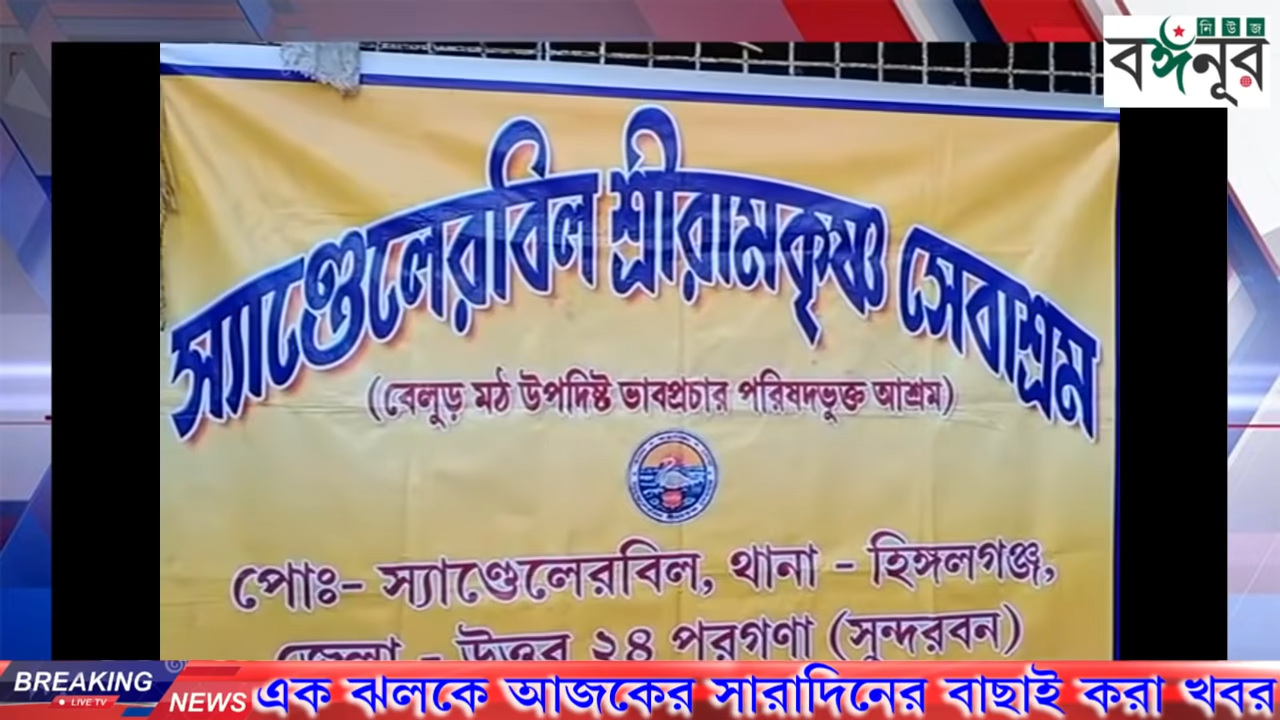 নিউজ
বঙ্গনূর
স্যাণ্ডেলেরবিল শ্রীরামকৃষ্ণ সেবাশ্রম
(বেলুড় মঠ উপদিষ্ট ভাবপ্রচার পরিষদভুক্ত আশ্রম)
পোঃ- স্যাণ্ডেলেরবিল, থানা - হিঙ্গলগঞ্জ,
জেলা - উত্তর ২৪ পরগণা (সুন্দরবন)
BREAKING
LIVE TV
NEWS
এক ঝলকে আজকের সারাদিনের বাছাই করা খবর